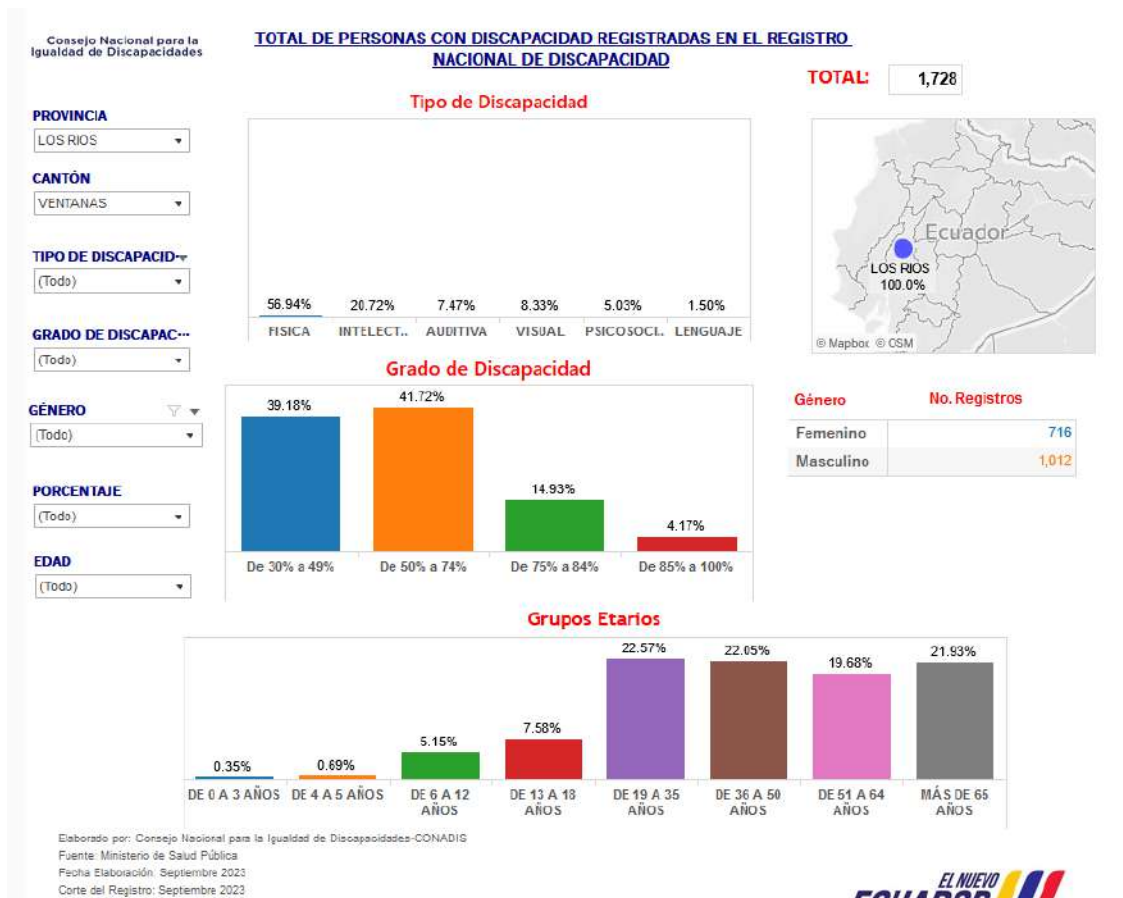 Consejo Nacional para la
Igualdad de Discapacidades
TOTAL DE PERSONAS CON DISCAPACIDAD REGISTRADAS EN EL REGISTRO
NACIONAL DE DISCAPACIDAD
TOTAL:
1,728
PROVINCIA
LOS RIOS
CANTÓN
VENTANAS
TIPO DE DISCAPACID
(Todo)
GRADO DE DISCAPAC···
(Todo)
GÉNERO
(Todo)
PORCENTAJE
(Todo)
EDAD
(Todo)
Tipo de Discapacidad
56.94% 20.72% 7.47% 8.33% 5.03% 1.50%
FISICA INTELECT.. AUDITIVA VISUAL PSICOSOCI.. LENGUAJE
Ecuador
LOS RIOS
100.0%
© Mapbox © OSM
Grado de Discapacidad
39.18% 41.72% 14.93% 4.17%
De 30% a 49% De 50% a 74% De 75% a 84% De 85% a 100%
Género No. Registros
Femenino 716
Masculino 1,012
Grupos Etarios
0.35% 0.69% 5.15% 7.58% 22.57% 22.05% 19.68% 21.93%
DE 0 A 3 AÑOS DE 4 A 5 AÑOS DE 6 A 12 DE 13 A 18 DE 19 A 35 DE 36 A 50 DE 51 A 64 MÁS DE 65
AÑOS AÑOS AÑOS AÑOS AÑOS AÑOS
Elaborado por: Consejo Nacional para la Igualdad de Discapacidades-CONADIS
Fuente: Ministerio de Salud Pública
Fecha Elaboración: Septiembre 2023
Corte del Registro: Septiembre 2023
EL NUEVO
ECUADOR